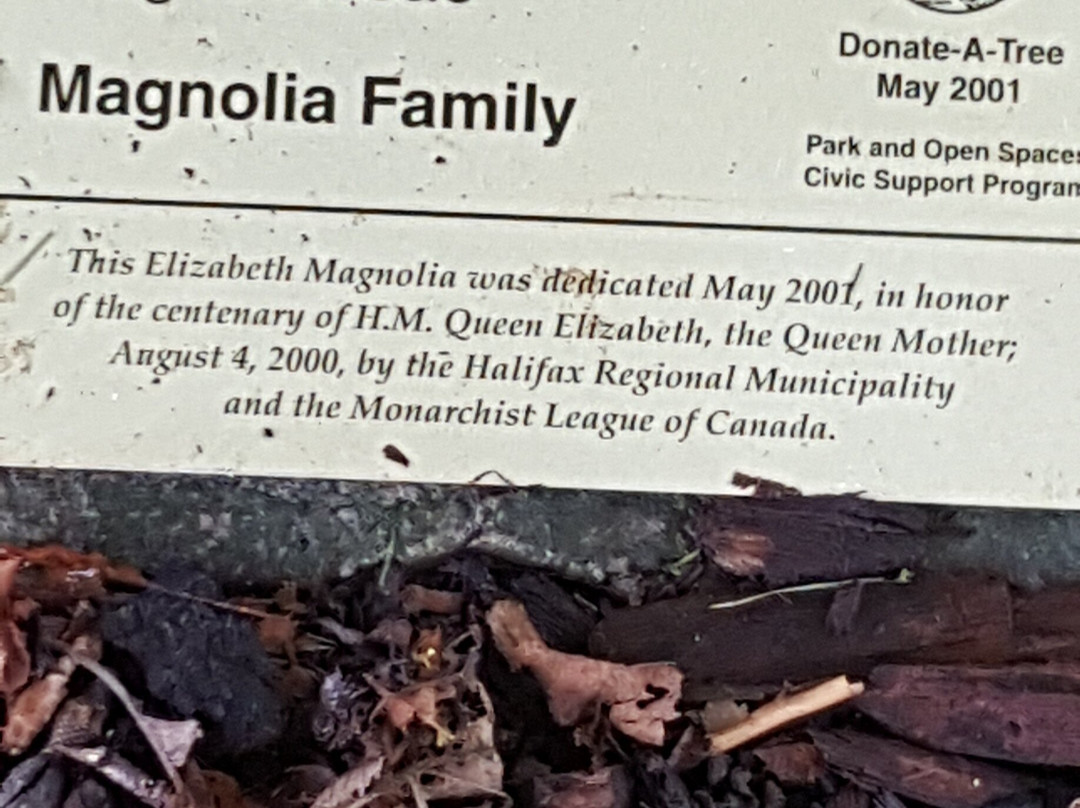 Magnolia Family
Donate-A-Tree
May 2001
Park and Open Spaces
Civic Support Program
This Elizabeth Magnolia was dedicated May 2001, in honor
of the centenary of H.M. Queen Elizabeth, the Queen Mother;
August 4, 2000, by the Halifax Regional Municipality
and the Monarchist League of Canada.